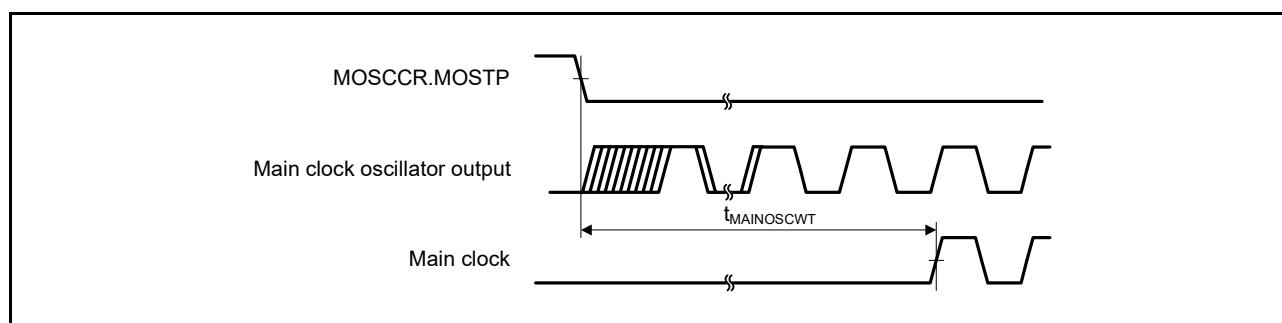 MOSCCR.MOSTP
Main clock oscillator output
tMAINOSCWT
Main clock